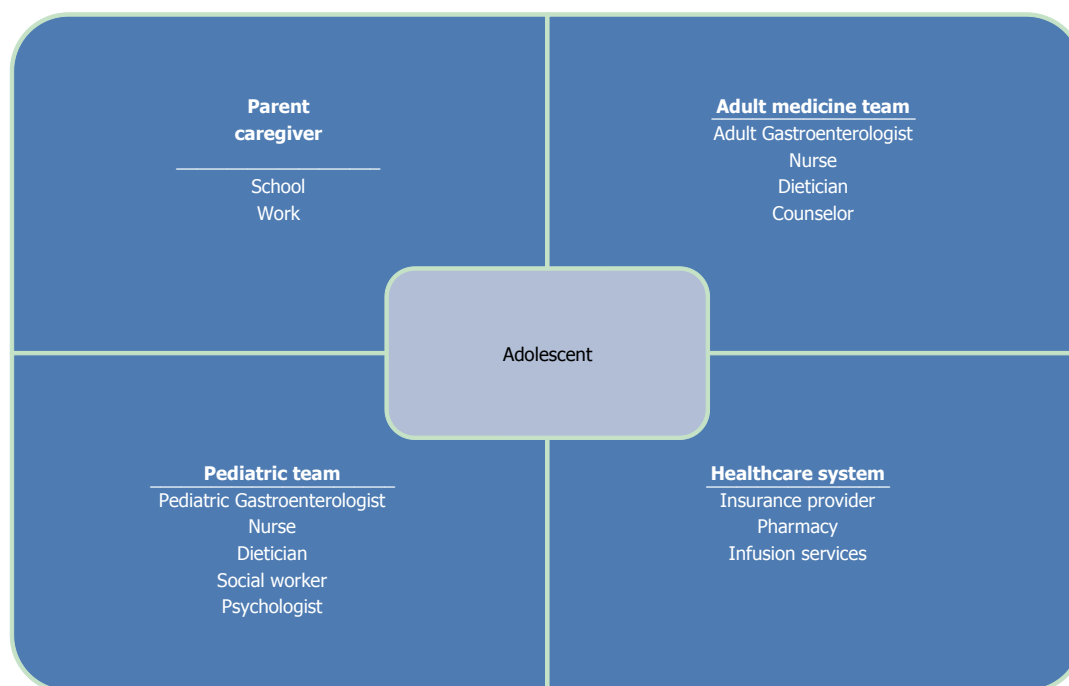 Parent
caregiver
School
Work
Adult medicine team
Adult Gastroenterologist
Nurse
Dietician
Counselor
Adolescent
Pediatric team
Pediatric Gastroenterologist
Nurse
Dietician
Social worker
Psychologist
Healthcare system
Insurance provider
Pharmacy
Infusion services